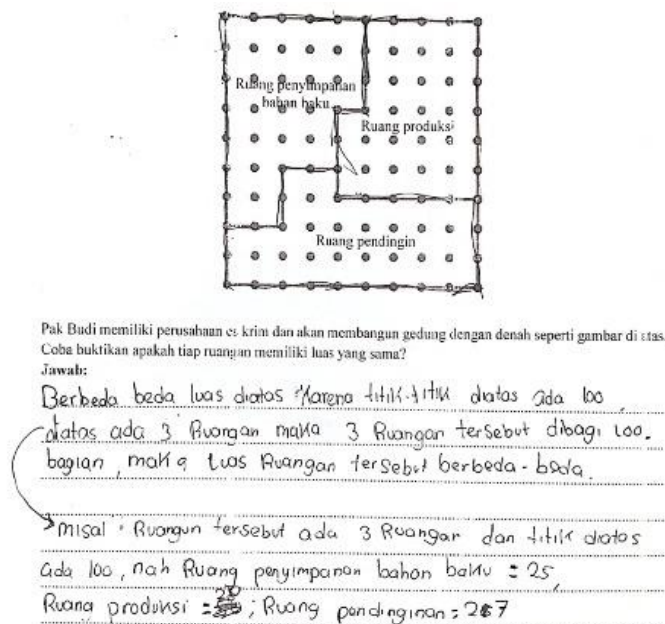 Ruang penyimpanan
bahan baku
Ruang produksi
Ruang pendingin
Pak Budi memiliki perusahaan es krim dan akan membangun gedung dengan denah seperti gambar di atas.
Coba buktikan apakah tiap ruangan memiliki luas yang sama?
Jawab:
Berbeda beda luas diatas Karena titik-titik diatas ada 100,
diatas ada 3 Ruangan maka 3 Ruangan tersebut dibagi 100.
bagian, maka luas Ruangan tersebut berbeda-beda.
misal Ruangan tersebut ada 3 Ruangan dan titik diatas
ada 100, nah Ruang penyimpanan bahan baku = 25,
Ruang produksi = ; Ruang pendinginan = 27